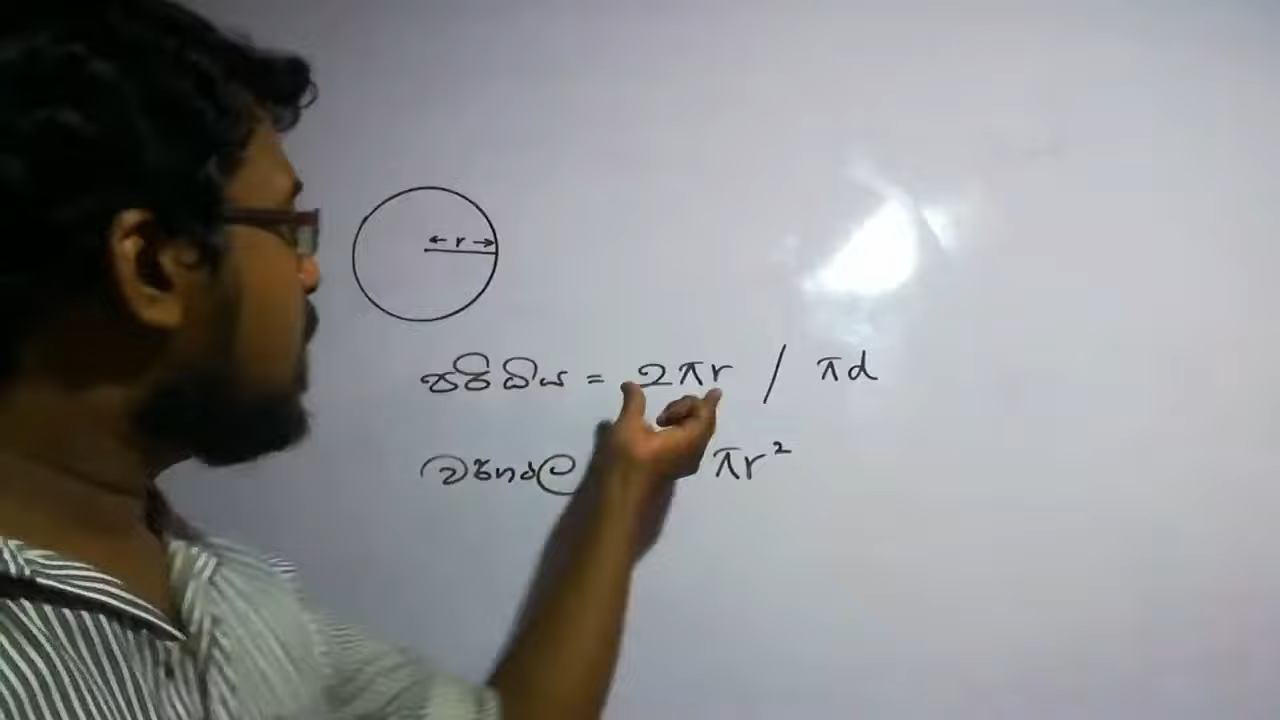 r
පරිධිය = 2πr / πd
වර්ගඵල πr²